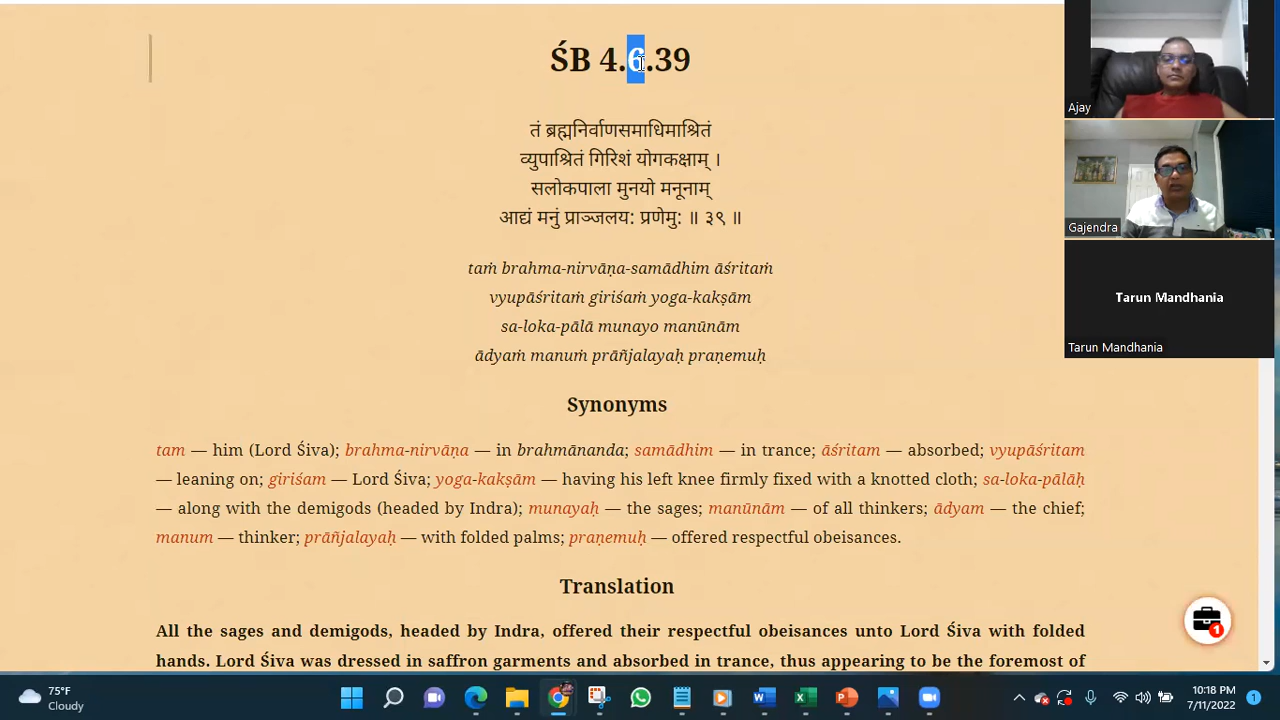 ŚB 4.6.39
तं ब्रह्मनिर्वाणसमाधिमाश्रितं
व्युपाश्रितं गिरिशं योगकक्षाम् ।
सलोकपाला मुनयो मनूनाम्
आद्यं मनुं प्राञ्जलय: प्रणेमु: ॥ ३९ ॥
taṁ brahma-nirvāṇa-samādhim āśritaṁ
vyupāśritaṁ giriśaṁ yoga-kakṣām
sa-loka-pālā munayo manūnām
ādyaṁ manuṁ prāñjalayaḥ praṇemuḥ
Synonyms
tam — him (Lord Śiva); brahma-nirvāṇa — in brahmānanda; samādhim — in trance; āśritam — absorbed; vyupāśritam
— leaning on; giriśam — Lord Śiva; yoga-kakṣām — having his left knee firmly fixed with a knotted cloth; sa-loka-pālāḥ
— along with the demigods (headed by Indra); munayaḥ — the sages; manūnām — of all thinkers; ādyam — the chief;
manum — thinker; prāñjalayaḥ — with folded palms; praṇemuḥ — offered respectful obeisances.
Translation
All the sages and demigods, headed by Indra, offered their respectful obeisances unto Lord Śiva with folded
hands. Lord Śiva was dressed in saffron garments and absorbed in trance, thus appearing to be the foremost of
Ajay
Gajendra
Tarun Mandhania
Tarun Mandhania
1
75°F
Cloudy
10:18 PM
7/11/2022
1